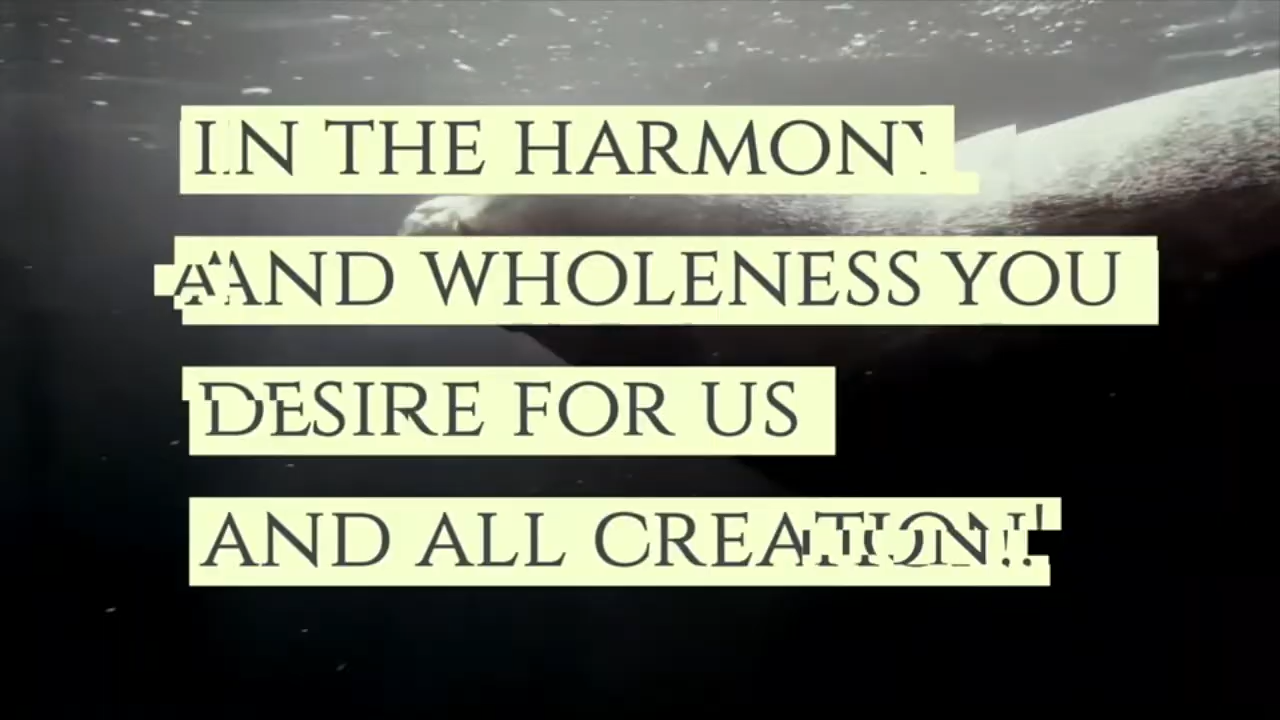 IN THE HARMONY
AND WHOLENESS YOU
DESIRE FOR US
AND ALL CREATION!